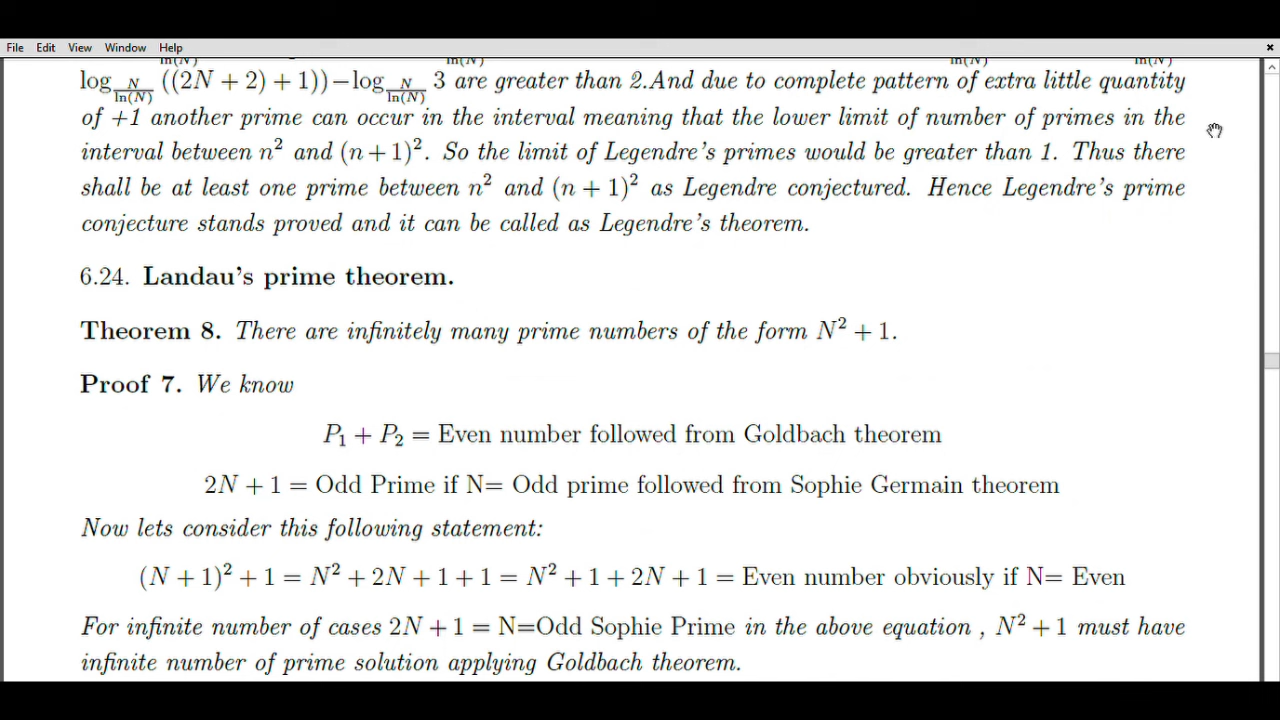 File Edit View Window Help
log_{N/ln(N)} ((2N + 2) + 1)) − log_{N/ln(N)} 3 are greater than 2.And due to complete pattern of extra little quantity
of +1 another prime can occur in the interval meaning that the lower limit of number of primes in the
interval between n² and (n + 1)². So the limit of Legendre's primes would be greater than 1. Thus there
shall be at least one prime between n² and (n + 1)² as Legendre conjectured. Hence Legendre's prime
conjecture stands proved and it can be called as Legendre's theorem.
6.24. Landau's prime theorem.
Theorem 8. There are infinitely many prime numbers of the form N² + 1.
Proof 7. We know
P₁ + P₂ = Even number followed from Goldbach theorem
2N + 1 = Odd Prime if N= Odd prime followed from Sophie Germain theorem
Now lets consider this following statement:
(N + 1)² + 1 = N² + 2N + 1 + 1 = N² + 1 + 2N + 1 = Even number obviously if N= Even
For infinite number of cases 2N + 1 = N=Odd Sophie Prime in the above equation , N² + 1 must have
infinite number of prime solution applying Goldbach theorem.